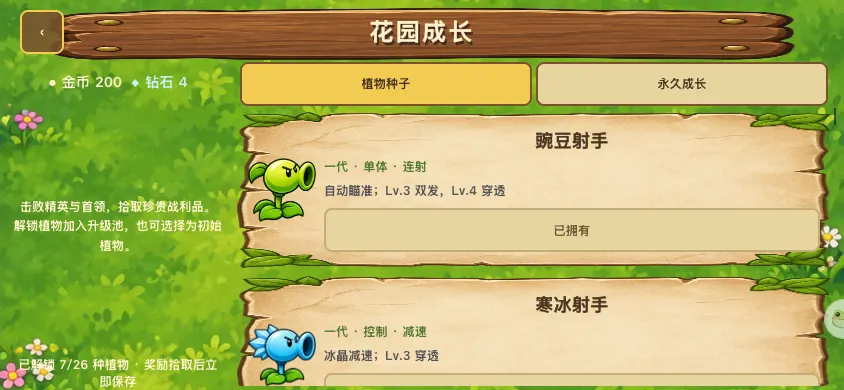 花园成长
金币 200 钻石 4
植物种子
永久成长
豌豆射手
一代 · 单体 · 连射
自动瞄准；Lv.3 双发，Lv.4 穿透
已拥有
击败精英与首领，拾取珍贵战利品。
解锁植物加入升级池，也可选择为初始
植物。
寒冰射手
一代 · 控制 · 减速
冰晶减速；Lv.3 穿透
已解锁 7/26 种植物 · 奖励拾取后立
即保存